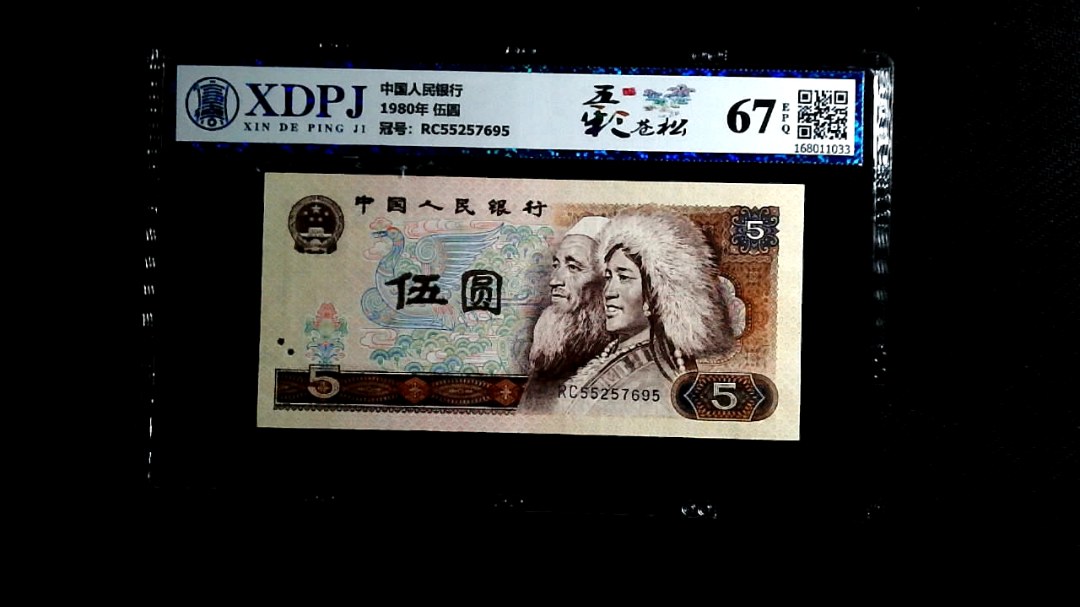 XDPJ
XIN DE PING JI
中国人民银行
1980年 伍圆
冠号：RC55257695
五彩苍松
67
EPQ
168011033
中国人民银行
5
伍圆
5
RC55257695
5